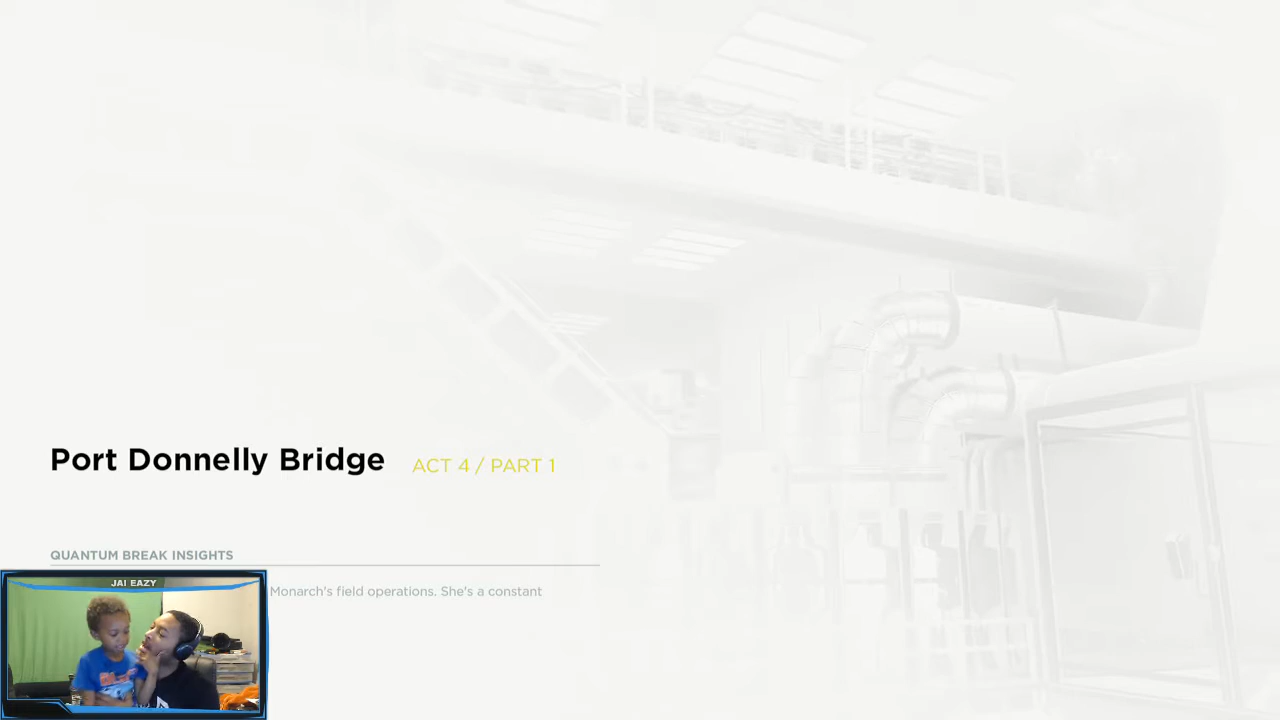 Port Donnelly Bridge ACT 4 / PART 1
QUANTUM BREAK INSIGHTS
Monarch's field operations. She's a constant
JAI EAZY